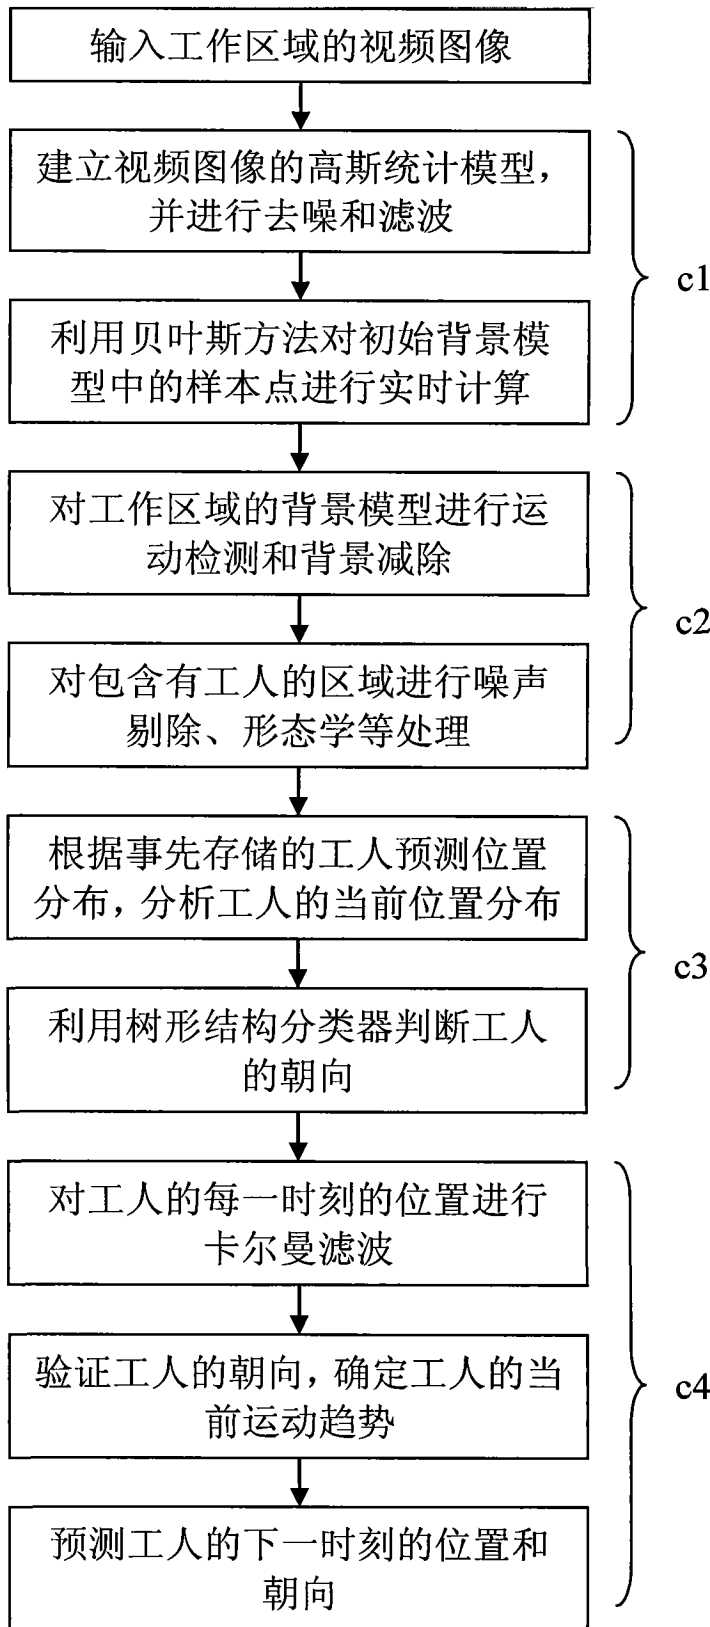 输入工作区域的视频图像
建立视频图像的高斯统计模型，
并进行去噪和滤波
利用贝叶斯方法对初始背景模
型中的样本点进行实时计算
c1
对工作区域的背景模型进行运
动检测和背景减除
对包含有工人的区域进行噪声
剔除、形态学等处理
c2
根据事先存储的工人预测位置
分布，分析工人的当前位置分布
利用树形结构分类器判断工人
的朝向
c3
对工人的每一时刻的位置进行
卡尔曼滤波
验证工人的朝向，确定工人的当
前运动趋势
预测工人的下一时刻的位置和
朝向
c4